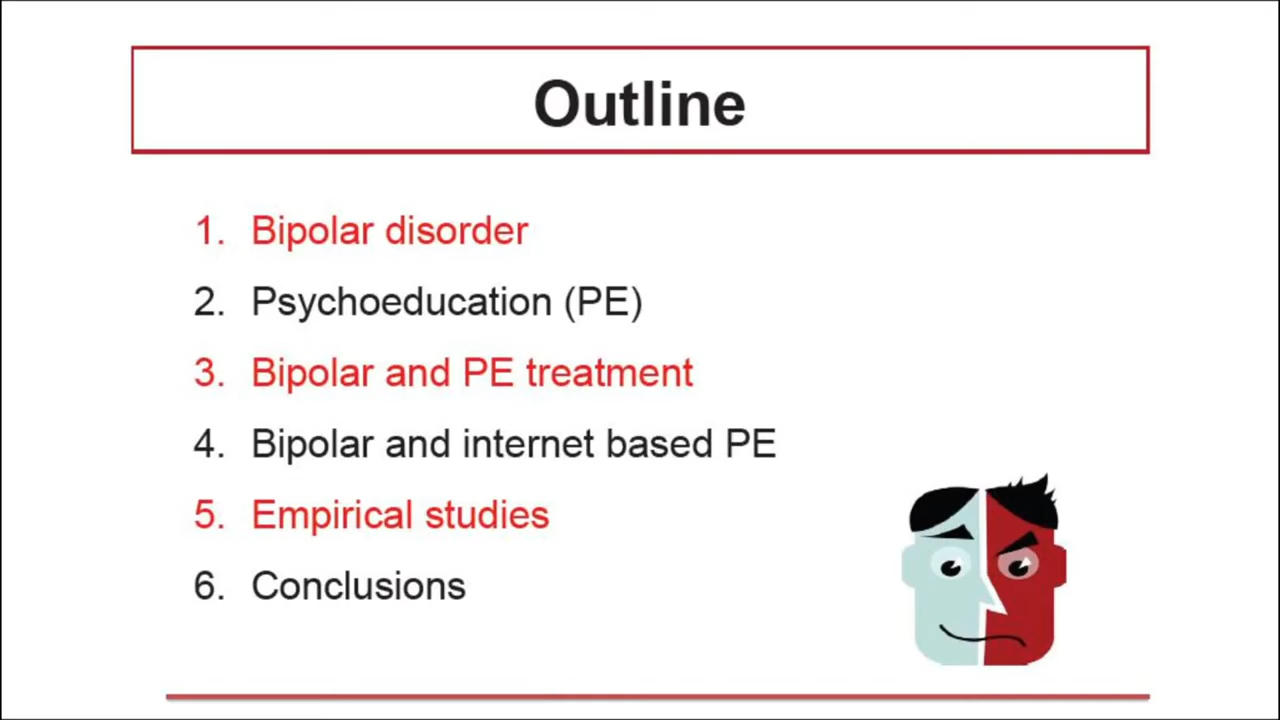 Outline
1. Bipolar disorder
2. Psychoeducation (PE)
3. Bipolar and PE treatment
4. Bipolar and internet based PE
5. Empirical studies
6. Conclusions